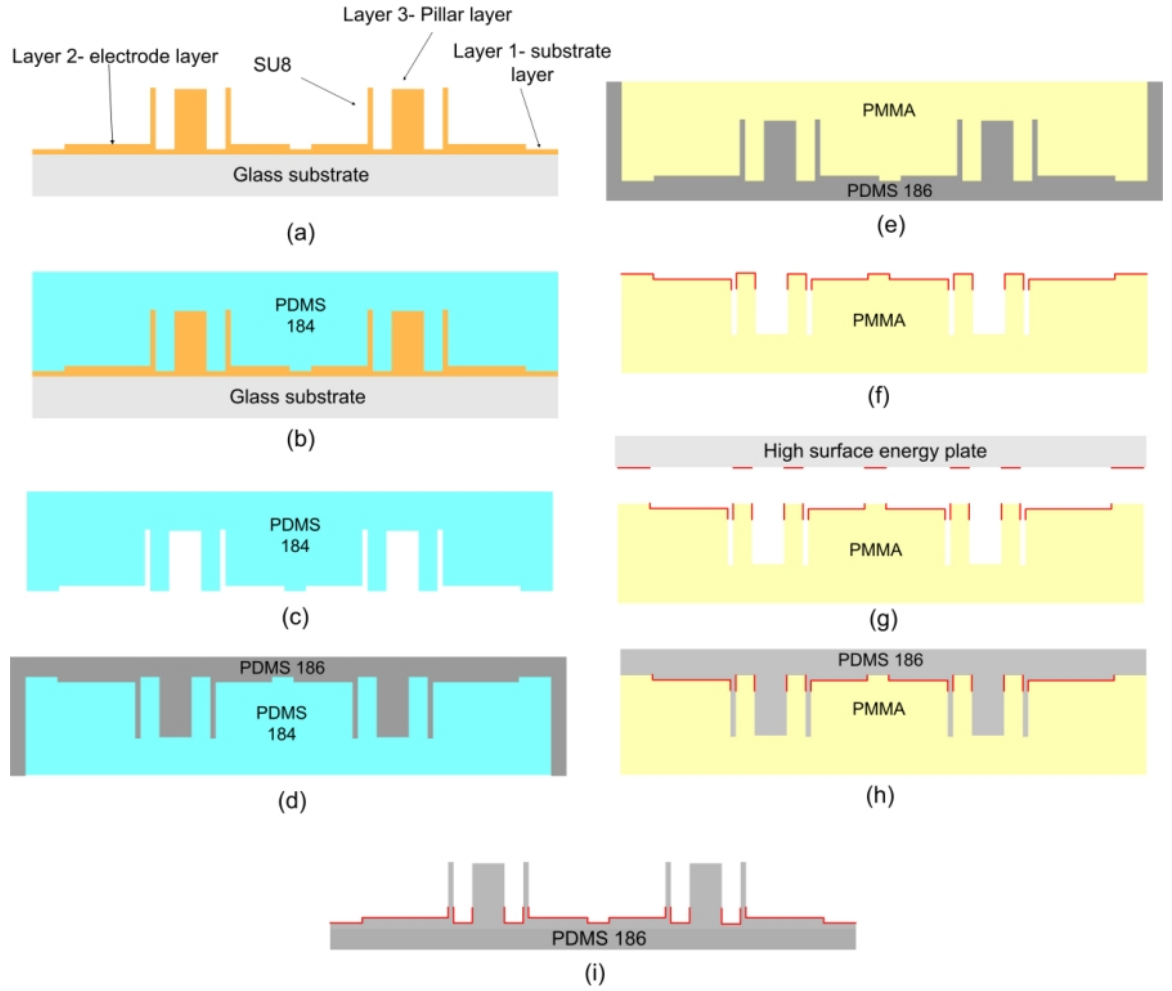 Layer 3- Pillar layer
Layer 2- electrode layer
SU8
Layer 1- substrate
layer
Glass substrate
(a)
PDMS
184
Glass substrate
(b)
PDMS
184
(c)
PDMS 186
PDMS
184
(d)
PMMA
PDMS 186
(e)
PMMA
(f)
High surface energy plate
PMMA
(g)
PDMS 186
PMMA
(h)
PDMS 186
(i)